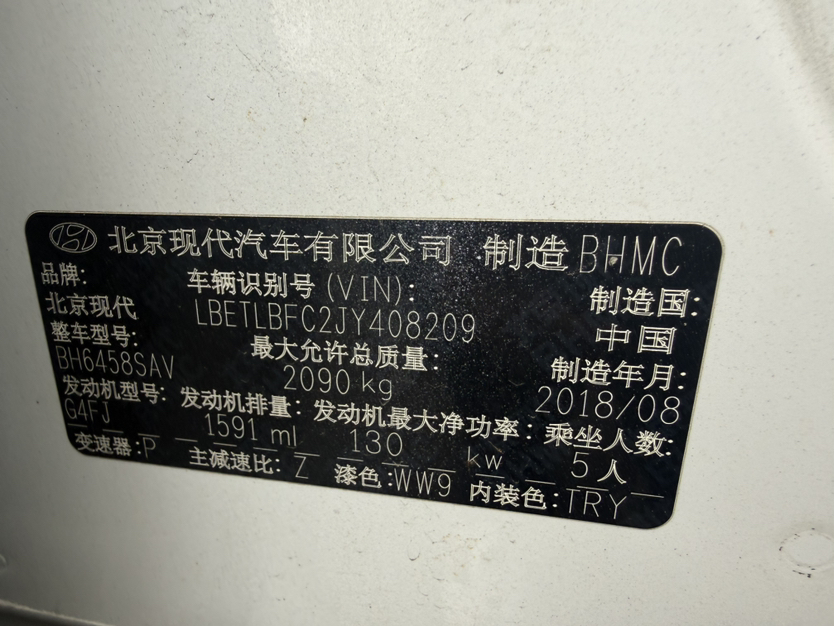 北京现代汽车有限公司 制造 BHMC
品牌: 车辆识别号(VIN): 制造国:
北京现代 LBETLBFC2JY408209 中国
整车型号: 最大允许总质量: 制造年月:
BH6458SAV 2090kg 2018/08
发动机型号: 发动机排量: 发动机最大净功率: 乘坐人数:
G4FJ 1591 ml 130 kw 5人
变速器:P 主减速比: Z 漆色:WW9 内装色:TRY